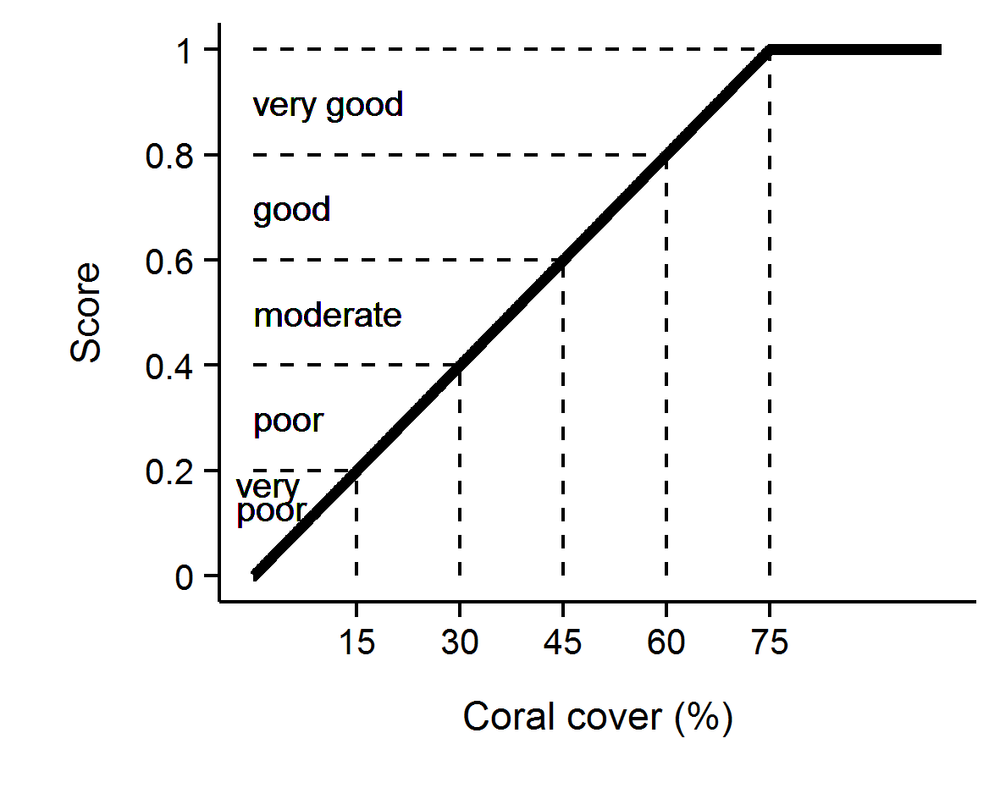 1
very good
0.8
good
0.6
moderate
0.4
poor
0.2
very
poor
0
Score
15 30 45 60 75
Coral cover (%)